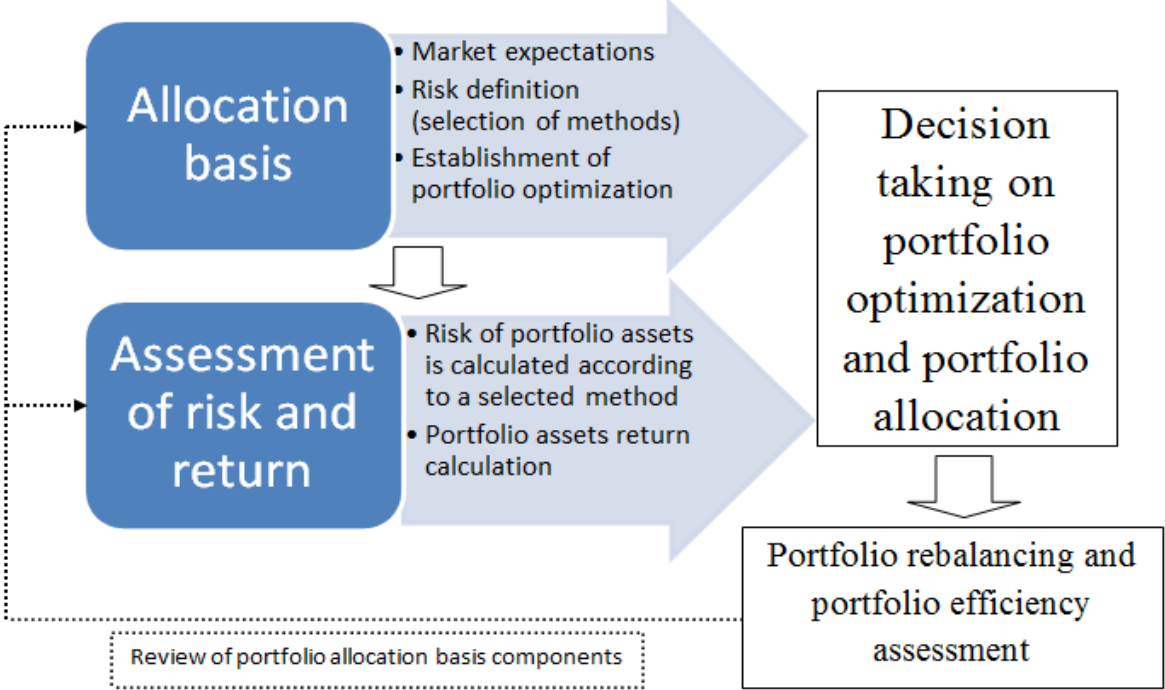 Allocation
basis
• Market expectations
• Risk definition
(selection of methods)
• Establishment of
portfolio optimization
Assessment
of risk and
return
• Risk of portfolio assets
is calculated according
to a selected method
• Portfolio assets return
calculation
Decision
taking on
portfolio
optimization
and portfolio
allocation
Portfolio rebalancing and
portfolio efficiency
assessment
Review of portfolio allocation basis components